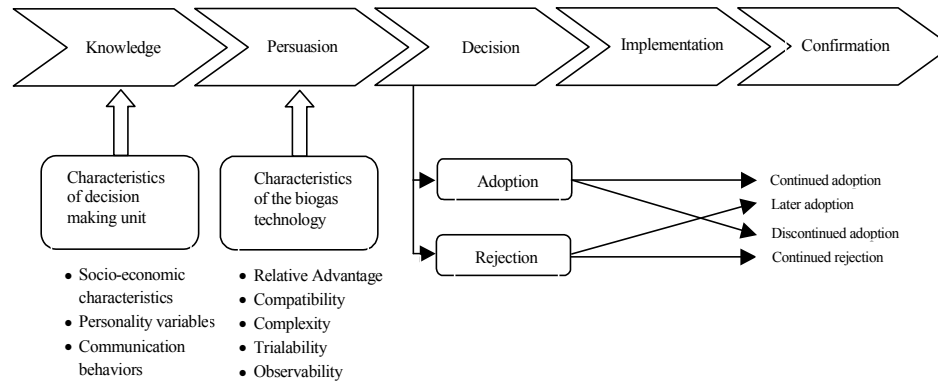 Knowledge
Persuasion
Decision
Implementation
Confirmation
Characteristics
of decision
making unit
Characteristics
of the biogas
technology
Adoption
Rejection
Continued adoption
Later adoption
Discontinued adoption
Continued rejection
• Socio-economic
characteristics
• Personality variables
• Communication
behaviors
• Relative Advantage
• Compatibility
• Complexity
• Trialability
• Observability